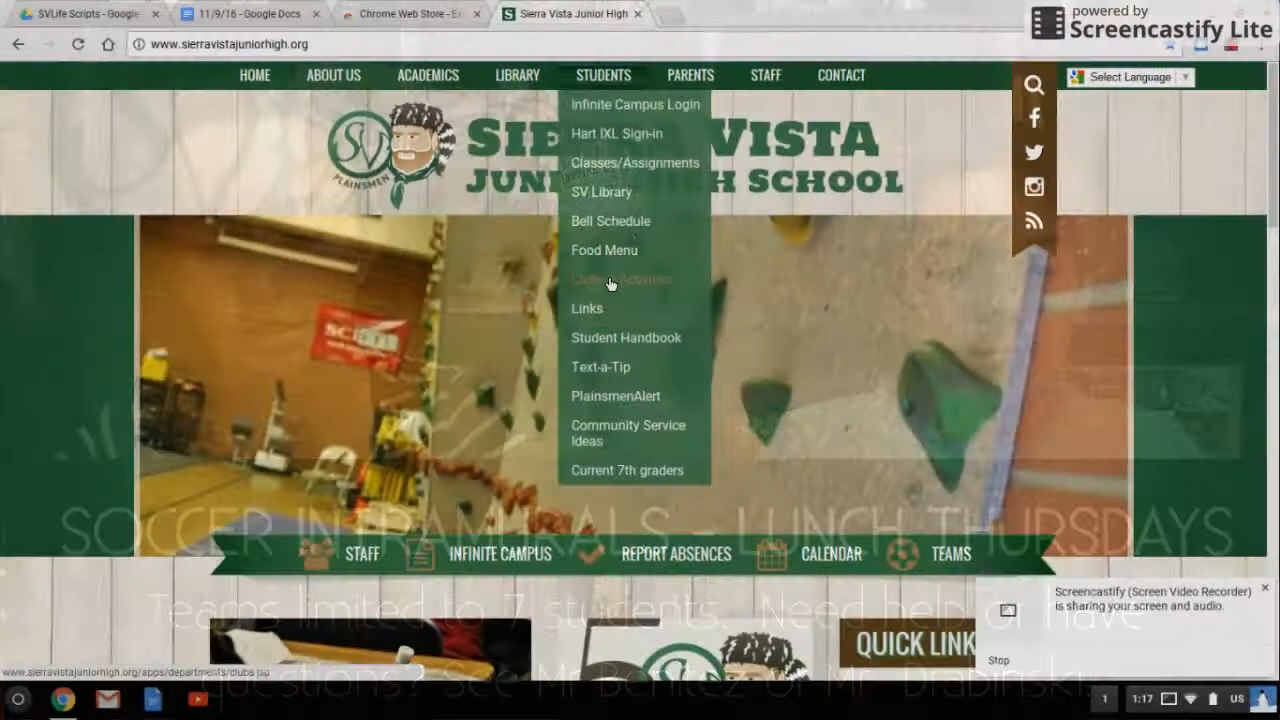 SVLife Scripts - Google
11/9/16 - Google Docs
Chrome Web Store - E
Sierra Vista Junior High
powered by
Screencastify Lite
www.sierravistajuniorhigh.org
HOME ABOUT US ACADEMICS LIBRARY STUDENTS PARENTS STAFF CONTACT
Select Language
Infinite Campus Login
Hart IXL Sign-in
Classes/Assignments
SV Library
Bell Schedule
Food Menu
Activities
Links
Student Handbook
Text-a-Tip
PlainsmenAlert
Community Service
Ideas
Current 7th graders
SV
PLAINSMEN
SIE VISTA
JUN H SCHOOL
SOCCER INTRAMURALS - LUNCH THURSDAYS
STAFF INFINITE CAMPUS REPORT ABSENCES CALENDAR TEAMS
Teams limited to 7 students. Need help or have
questions? See Mr Benitez or Mr. Drabinski.
Screencastify (Screen Video Recorder)
is sharing your screen and audio.
Stop
QUICK LINK
www.sierravistajuniorhigh.org/apps/departments/clubs.jsp
1 1:17 US